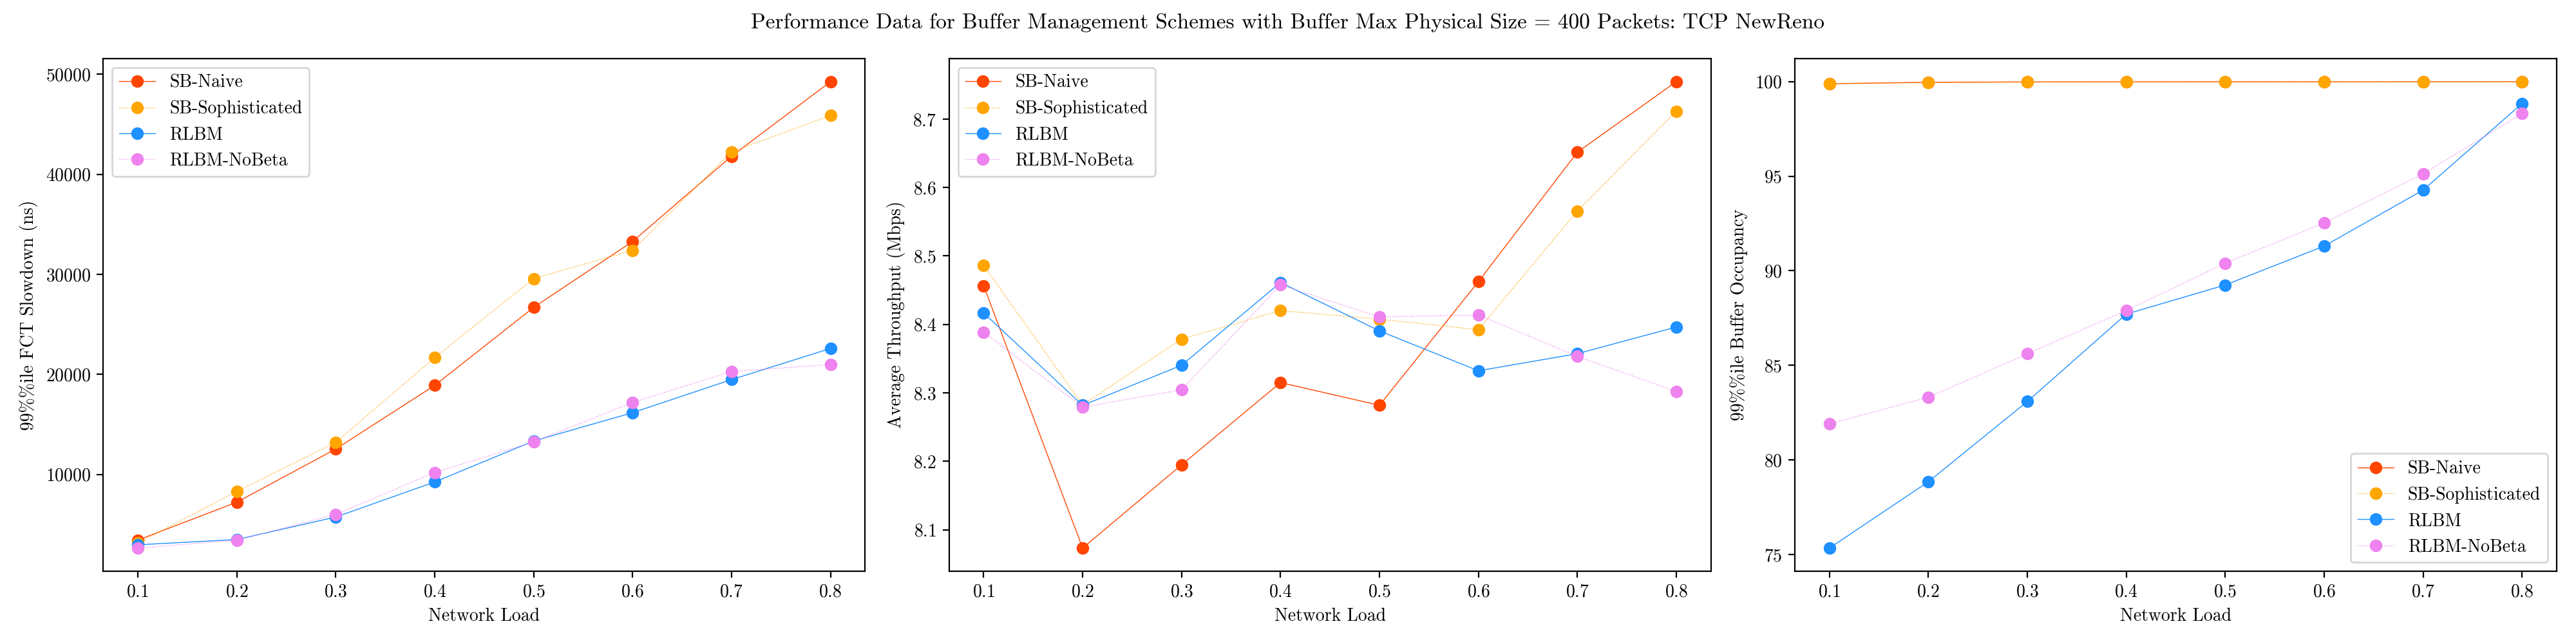 Performance Data for Buffer Management Schemes with Buffer Max Physical Size = 400 Packets: TCP NewReno
99%%ile FCT Slowdown (ns)
50000
40000
30000
20000
10000
SB-Naive
SB-Sophisticated
RLBM
RLBM-NoBeta
0.1 0.2 0.3 0.4 0.5 0.6 0.7 0.8
Network Load
Average Throughput (Mbps)
8.7
8.6
8.5
8.4
8.3
8.2
8.1
SB-Naive
SB-Sophisticated
RLBM
RLBM-NoBeta
0.1 0.2 0.3 0.4 0.5 0.6 0.7 0.8
Network Load
99%%ile Buffer Occupancy
100
95
90
85
80
75
SB-Naive
SB-Sophisticated
RLBM
RLBM-NoBeta
0.1 0.2 0.3 0.4 0.5 0.6 0.7 0.8
Network Load